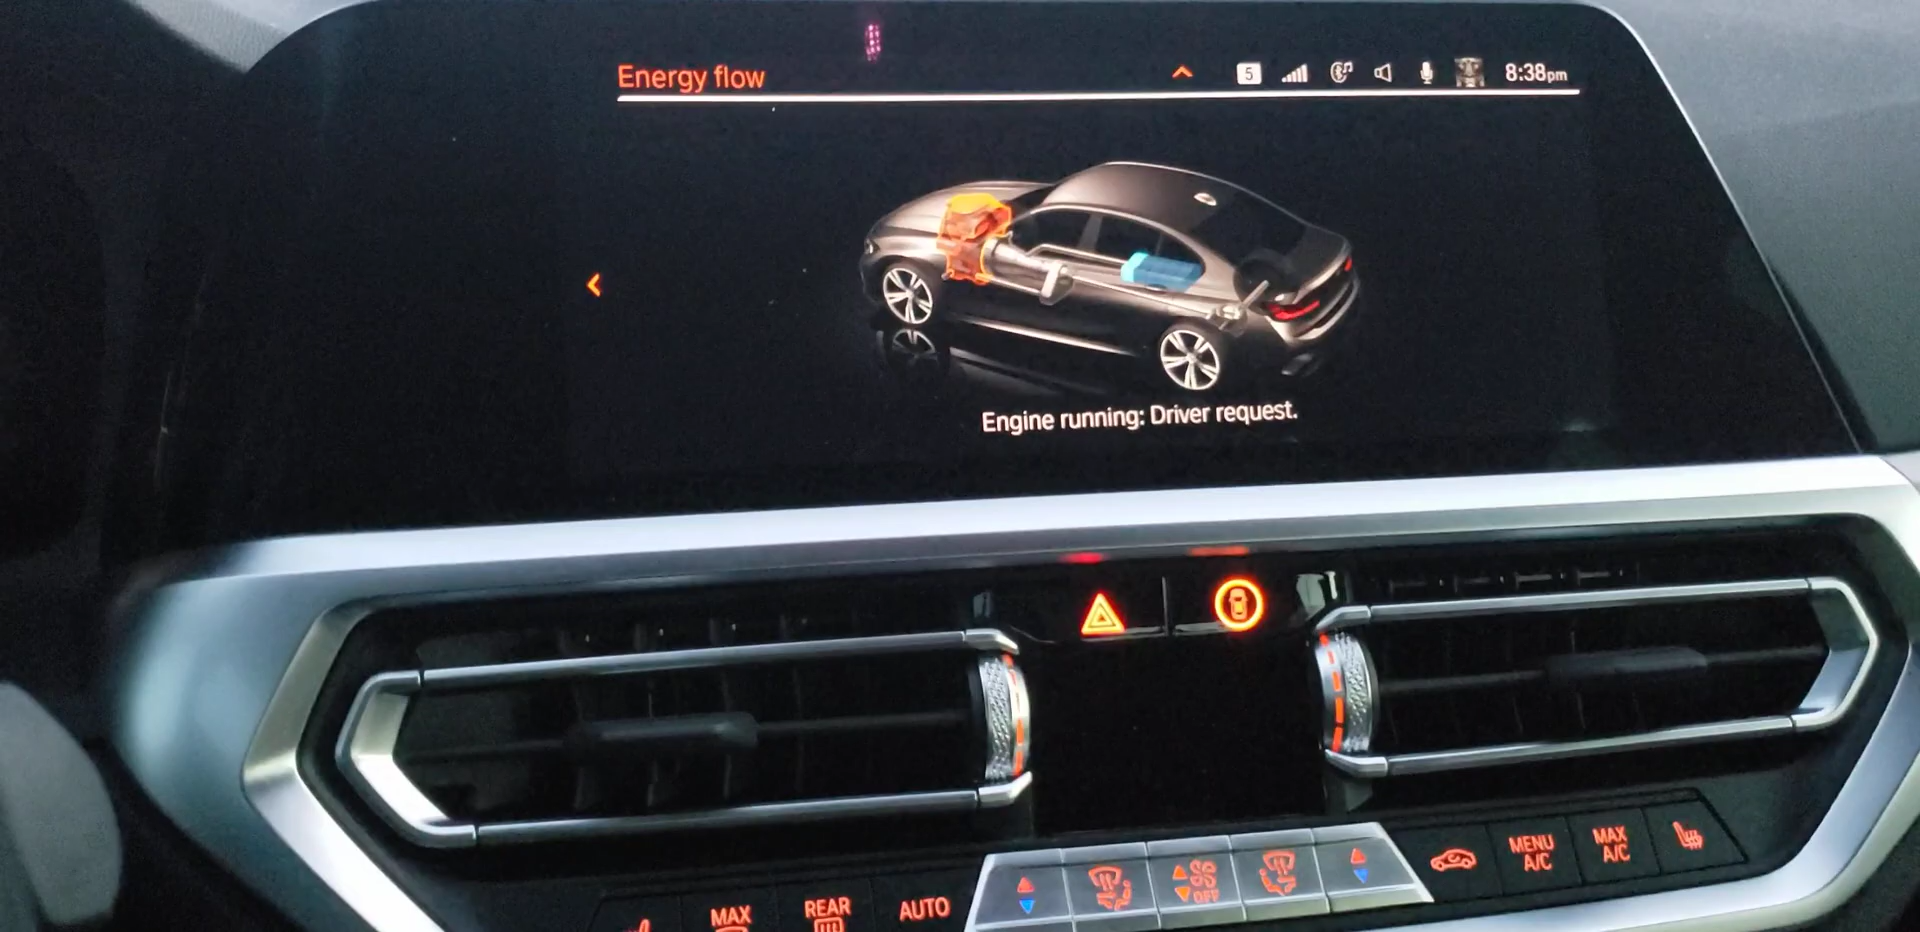 Energy flow
5
8:38pm
Engine running: Driver request.
MAX
REAR
AUTO
OFF
MENU
A/C
MAX
A/C